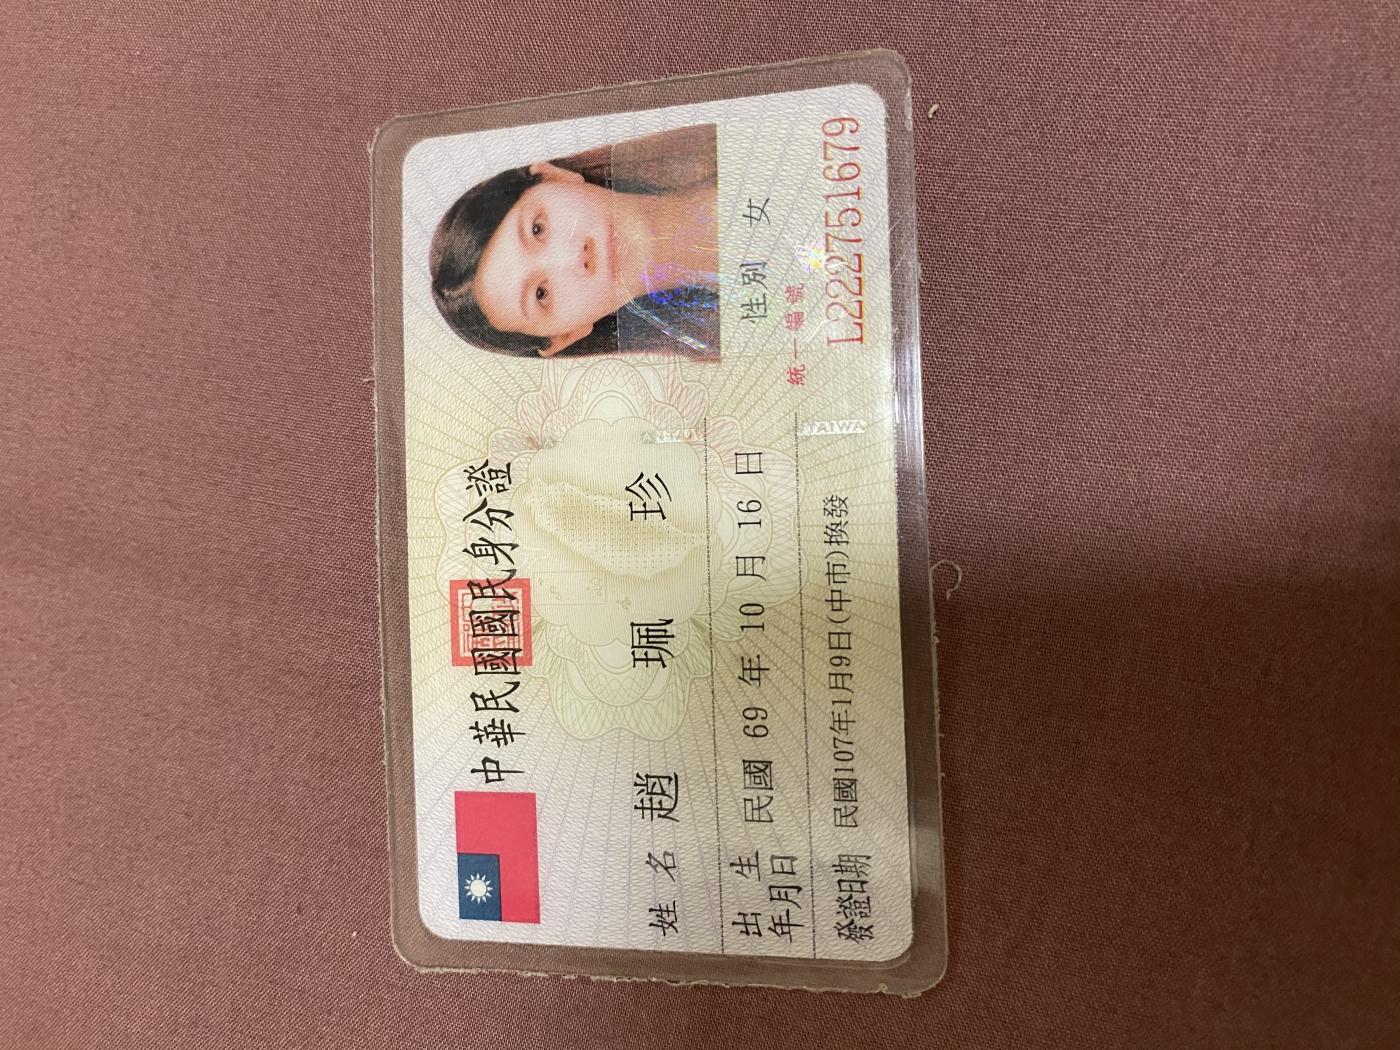 中華民國國民身分證
姓名 趙珮珍
出生年月日 民國 69 年 10 月 16 日
性別 女
發證日期 民國107年1月9日(中市)換發
統一編號
L222751679
TAIWA